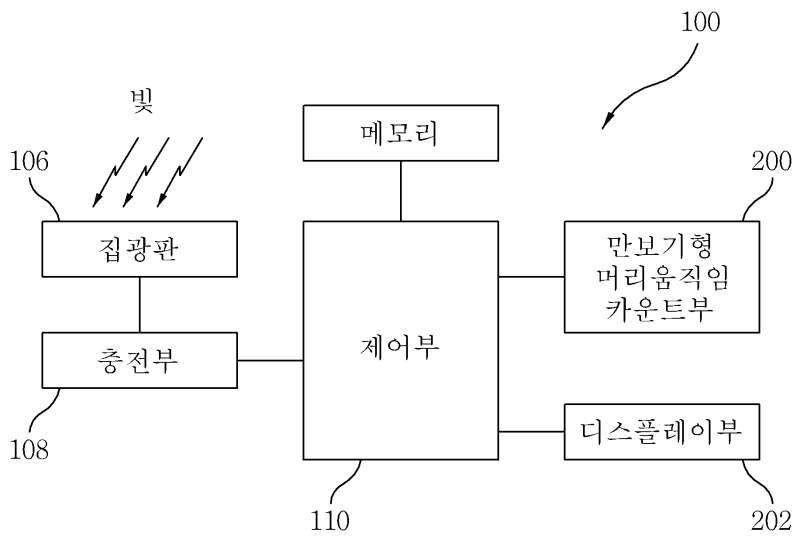 100
빛
메모리
106
집광판
200
만보기형
머리움직임
카운트부
제어부
충전부
108
디스플레이부
110
202